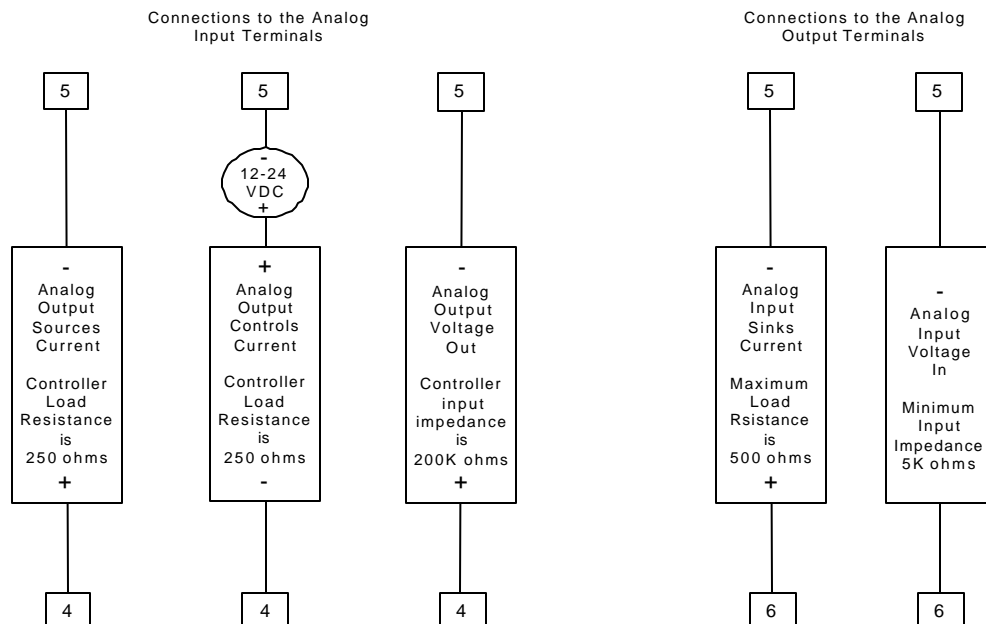 Connections to the Analog
Input Terminals
Connections to the Analog
Output Terminals
5
5
5
5
5
-
12-24
VDC
+
-
Analog
Output
Sources
Current
Controller
Load
Resistance
is
250 ohms
+
+
Analog
Output
Controls
Current
Controller
Load
Resistance
is
250 ohms
-
-
Analog
Output
Voltage
Out
Controller
input
impedance
is
200K ohms
+
-
Analog
Input
Sinks
Current
Maximum
Load
Rsistance
is
500 ohms
+
-
Analog
Input
Voltage
In
Minimum
Input
Impedance
5K ohms
4
4
4
6
6